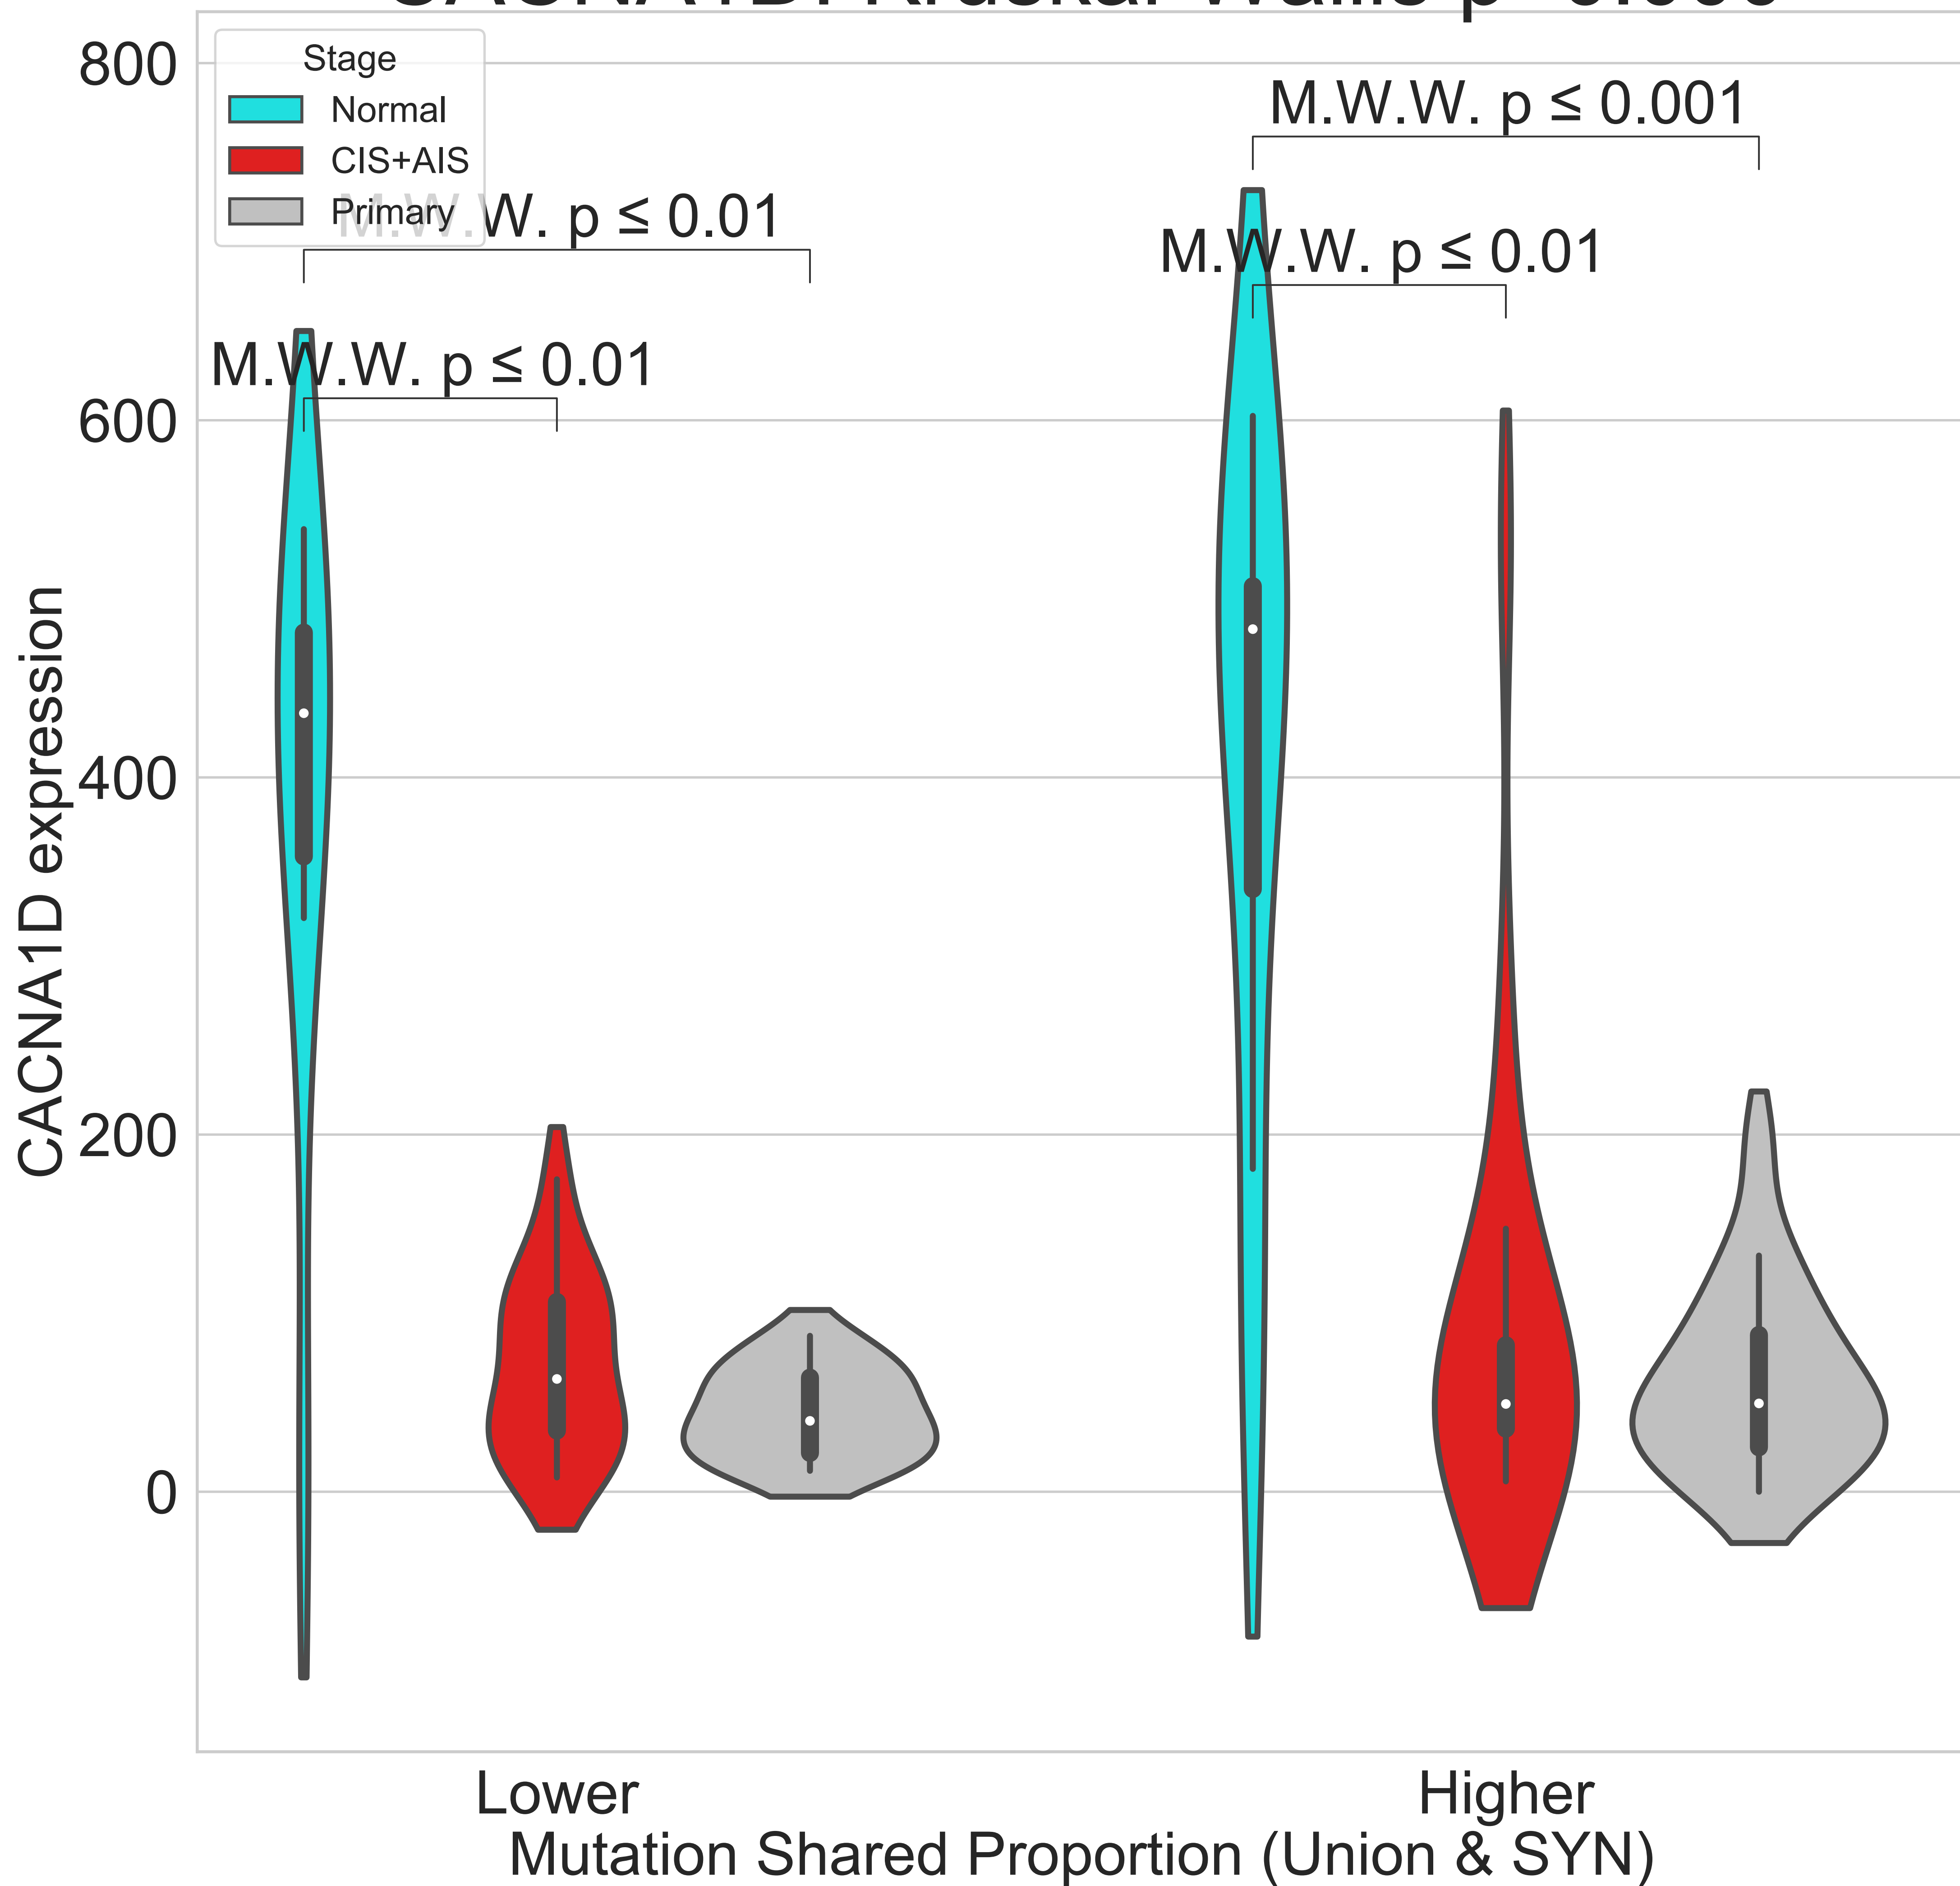 800
600
400
200
0
CACNA1D expression
Stage
Normal
CIS+AIS
Primary
M.W.W. p ≤ 0.01
M.W.W. p ≤ 0.01
M.W.W. p ≤ 0.001
M.W.W. p ≤ 0.01
Lower
Higher
Mutation Shared Proportion (Union & SYN)